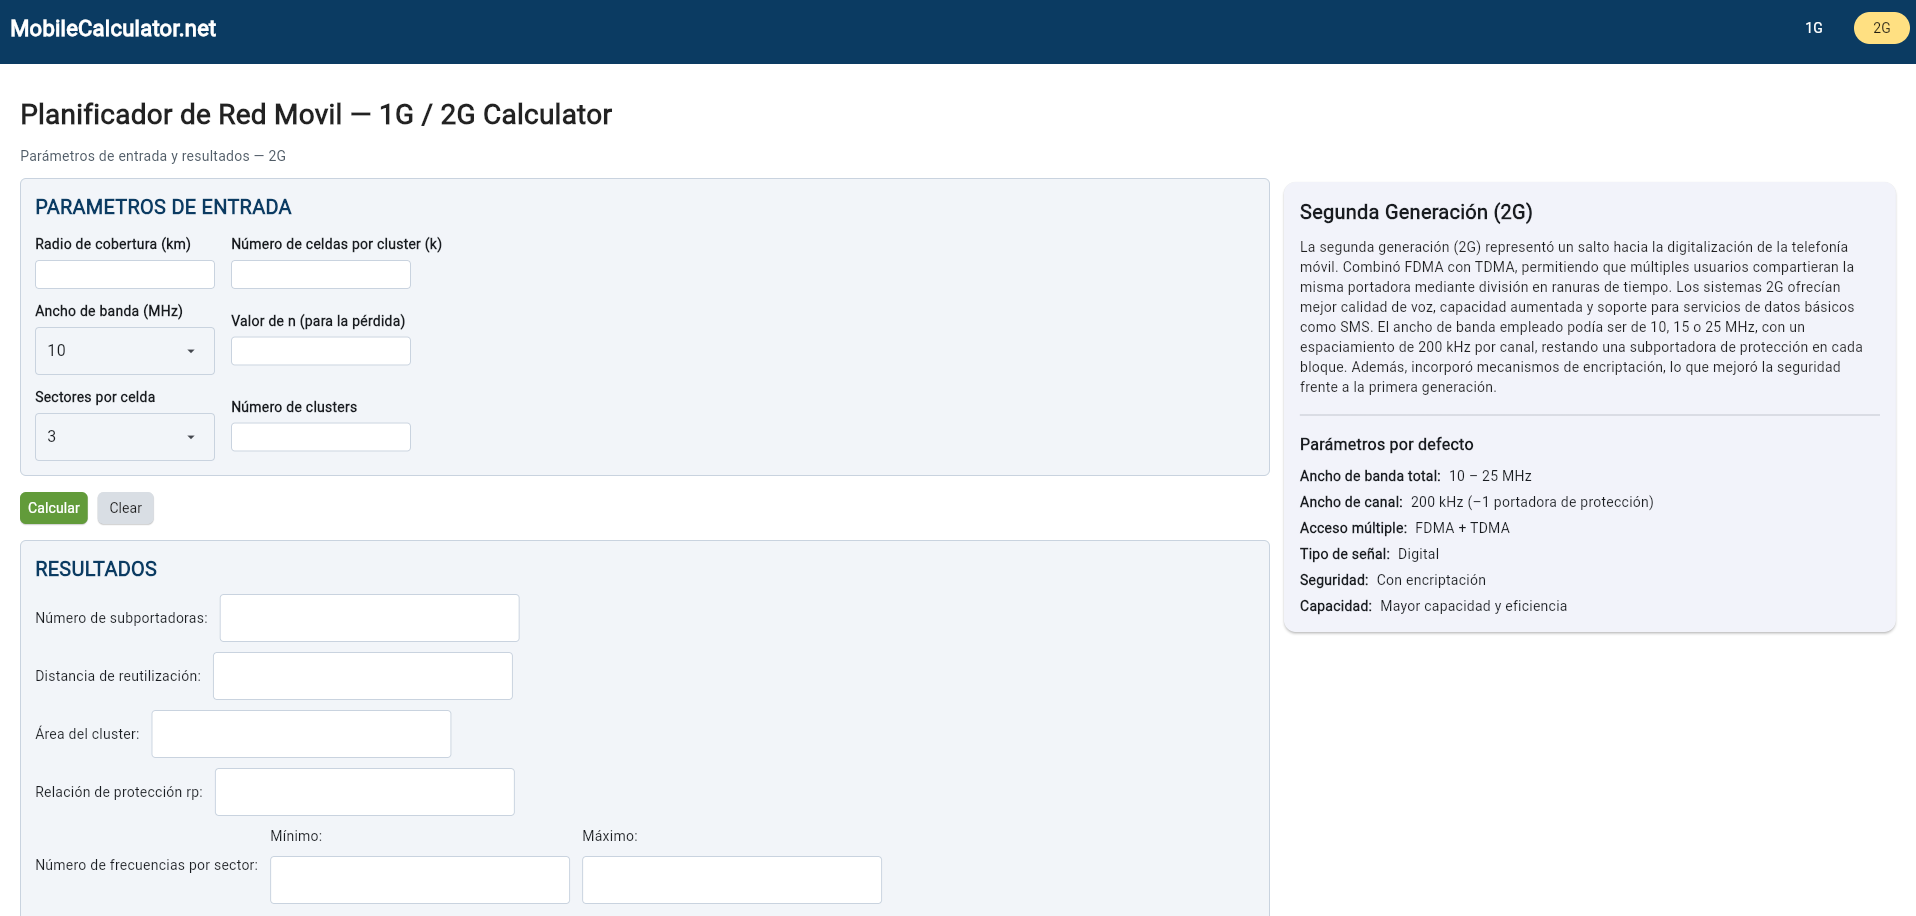 MobileCalculator.net
1G
2G
Planificador de Red Movil — 1G / 2G Calculator
Parámetros de entrada y resultados — 2G
PARAMETROS DE ENTRADA
Radio de cobertura (km)
Número de celdas por cluster (k)
Ancho de banda (MHz)
Valor de n (para la pérdida)
10
Sectores por celda
Número de clusters
3
Calcular
Clear
RESULTADOS
Número de subportadoras:
Distancia de reutilización:
Área del cluster:
Relación de protección rp:
Mínimo:
Máximo:
Número de frecuencias por sector:
Segunda Generación (2G)
La segunda generación (2G) representó un salto hacia la digitalización de la telefonía
móvil. Combinó FDMA con TDMA, permitiendo que múltiples usuarios compartieran la
misma portadora mediante división en ranuras de tiempo. Los sistemas 2G ofrecían
mejor calidad de voz, capacidad aumentada y soporte para servicios de datos básicos
como SMS. El ancho de banda empleado podía ser de 10, 15 o 25 MHz, con un
espaciamiento de 200 kHz por canal, restando una subportadora de protección en cada
bloque. Además, incorporó mecanismos de encriptación, lo que mejoró la seguridad
frente a la primera generación.
Parámetros por defecto
Ancho de banda total: 10 – 25 MHz
Ancho de canal: 200 kHz (−1 portadora de protección)
Acceso múltiple: FDMA + TDMA
Tipo de señal: Digital
Seguridad: Con encriptación
Capacidad: Mayor capacidad y eficiencia